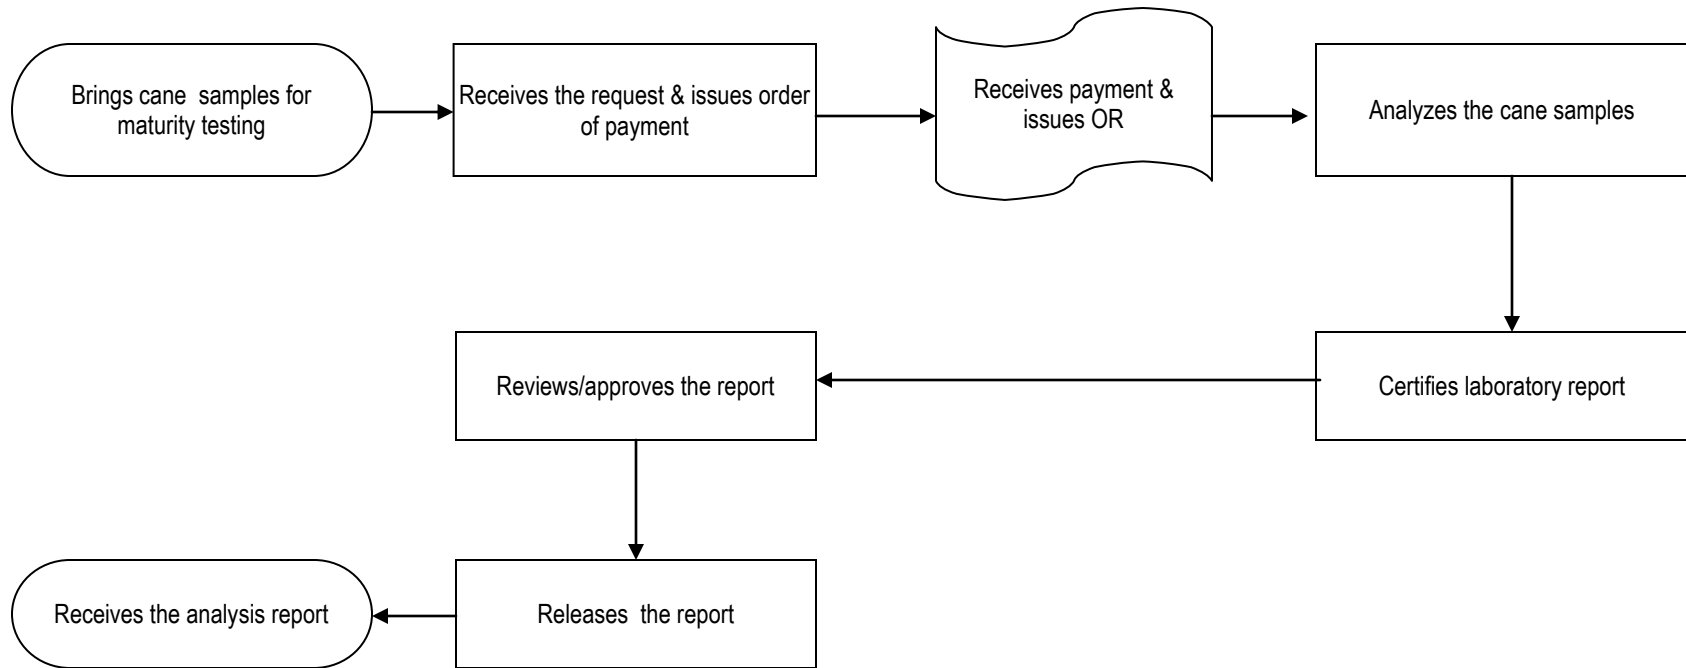 Brings cane samples for
maturity testing
Receives the request & issues order
of payment
Receives payment &
issues OR
Analyzes the cane samples
Certifies laboratory report
Reviews/approves the report
Releases the report
Receives the analysis report